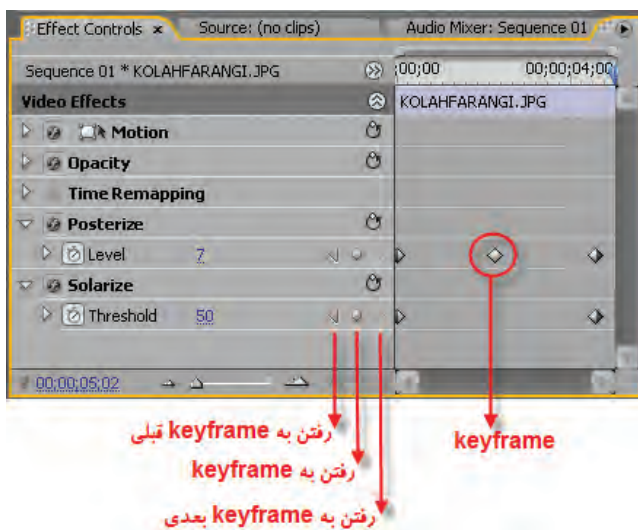 Effect Controls × Source: (no clips) Audio Mixer: Sequence 01
Sequence 01 * KOLAHFARANGI.JPG ;00;00 00;00;04;00
Video Effects KOLAHFARANGI.JPG
Motion
Opacity
Time Remapping
Posterize
Level 7
Solarize
Threshold 50
00;00;05;02
رفتن به keyframe قبلی
keyframe
رفتن به keyframe
رفتن به keyframe بعدی